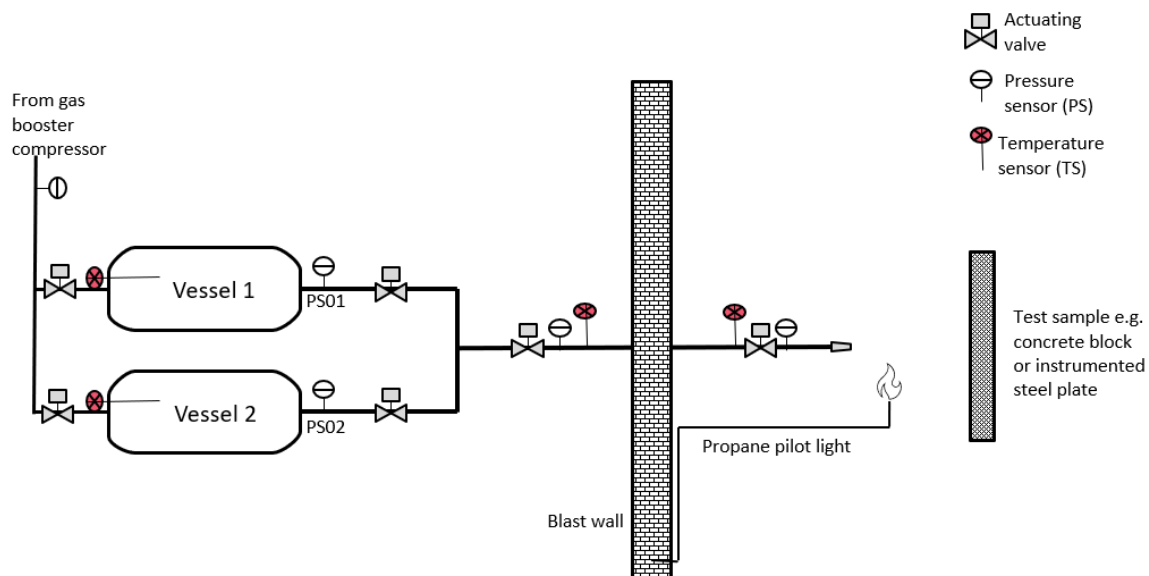 From gas
booster
compressor
Vessel 1
PS01
Vessel 2
PS02
Blast wall
Propane pilot light
Actuating
valve
Pressure
sensor (PS)
Temperature
sensor (TS)
Test sample e.g.
concrete block
or instrumented
steel plate